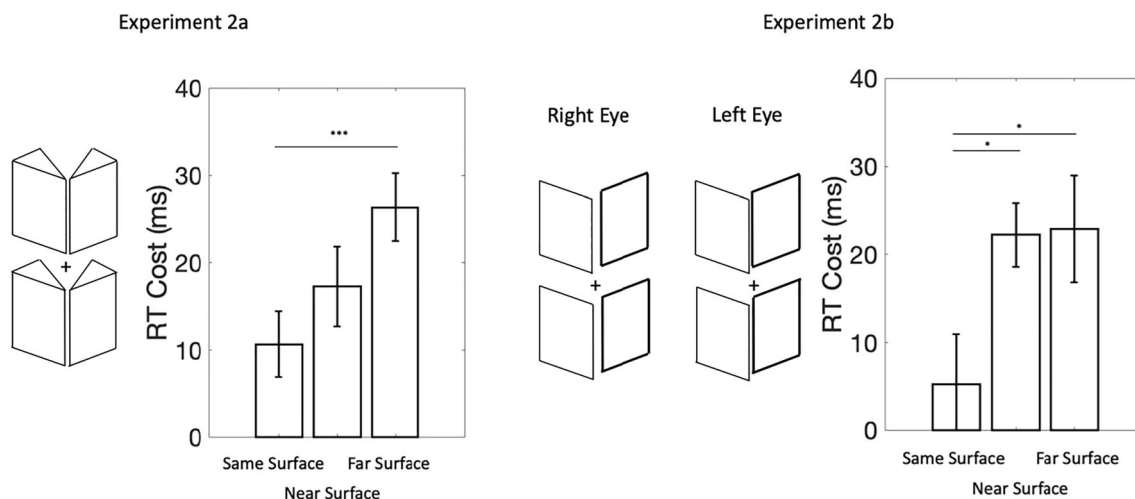 Experiment 2a
+
RT Cost (ms)
40
30
20
10
0
***
Same Surface
Far Surface
Near Surface
Experiment 2b
Right Eye
Left Eye
+
+
RT Cost (ms)
40
30
20
10
0
*
*
Same Surface
Far Surface
Near Surface